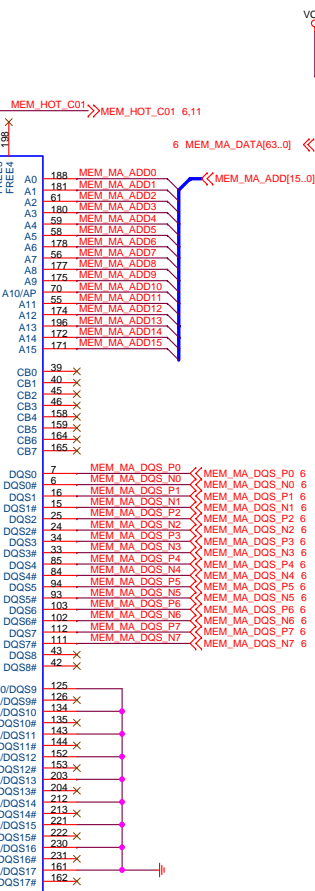 VC
MEM_HOT_C01 MEM_HOT_C01 6,11
198
FREE4
6 MEM_MA_DATA[63..0]
MEM_MA_ADD[15..0]
A0 188 MEM_MA_ADD0
A1 181 MEM_MA_ADD1
A2 61 MEM_MA_ADD2
A3 180 MEM_MA_ADD3
A4 59 MEM_MA_ADD4
A5 58 MEM_MA_ADD5
A6 178 MEM_MA_ADD6
A7 56 MEM_MA_ADD7
A8 177 MEM_MA_ADD8
A9 175 MEM_MA_ADD9
A10/AP 70 MEM_MA_ADD10
A11 55 MEM_MA_ADD11
A12 174 MEM_MA_ADD12
A13 196 MEM_MA_ADD13
A14 172 MEM_MA_ADD14
A15 171 MEM_MA_ADD15
CB0 39
CB1 40
CB2 45
CB3 46
CB4 158
CB5 159
CB6 164
CB7 165
DQS0 7 MEM_MA_DQS_P0 MEM_MA_DQS_P0 6
DQS0# 6 MEM_MA_DQS_N0 MEM_MA_DQS_N0 6
DQS1 16 MEM_MA_DQS_P1 MEM_MA_DQS_P1 6
DQS1# 15 MEM_MA_DQS_N1 MEM_MA_DQS_N1 6
DQS2 25 MEM_MA_DQS_P2 MEM_MA_DQS_P2 6
DQS2# 24 MEM_MA_DQS_N2 MEM_MA_DQS_N2 6
DQS3 34 MEM_MA_DQS_P3 MEM_MA_DQS_P3 6
DQS3# 33 MEM_MA_DQS_N3 MEM_MA_DQS_N3 6
DQS4 85 MEM_MA_DQS_P4 MEM_MA_DQS_P4 6
DQS4# 84 MEM_MA_DQS_N4 MEM_MA_DQS_N4 6
DQS5 94 MEM_MA_DQS_P5 MEM_MA_DQS_P5 6
DQS5# 93 MEM_MA_DQS_N5 MEM_MA_DQS_N5 6
DQS6 103 MEM_MA_DQS_P6 MEM_MA_DQS_P6 6
DQS6# 102 MEM_MA_DQS_N6 MEM_MA_DQS_N6 6
DQS7 112 MEM_MA_DQS_P7 MEM_MA_DQS_P7 6
DQS7# 111 MEM_MA_DQS_N7 MEM_MA_DQS_N7 6
DQS8 43
DQS8# 42
0/DQS9 125
/DQS9# 126
/DQS10 134
DQS10# 135
/DQS11 143
DQS11# 144
/DQS12 152
DQS12# 153
/DQS13 203
DQS13# 204
/DQS14 212
DQS14# 213
/DQS15 221
DQS15# 222
/DQS16 230
DQS16# 231
/DQS17 161
DQS17# 162